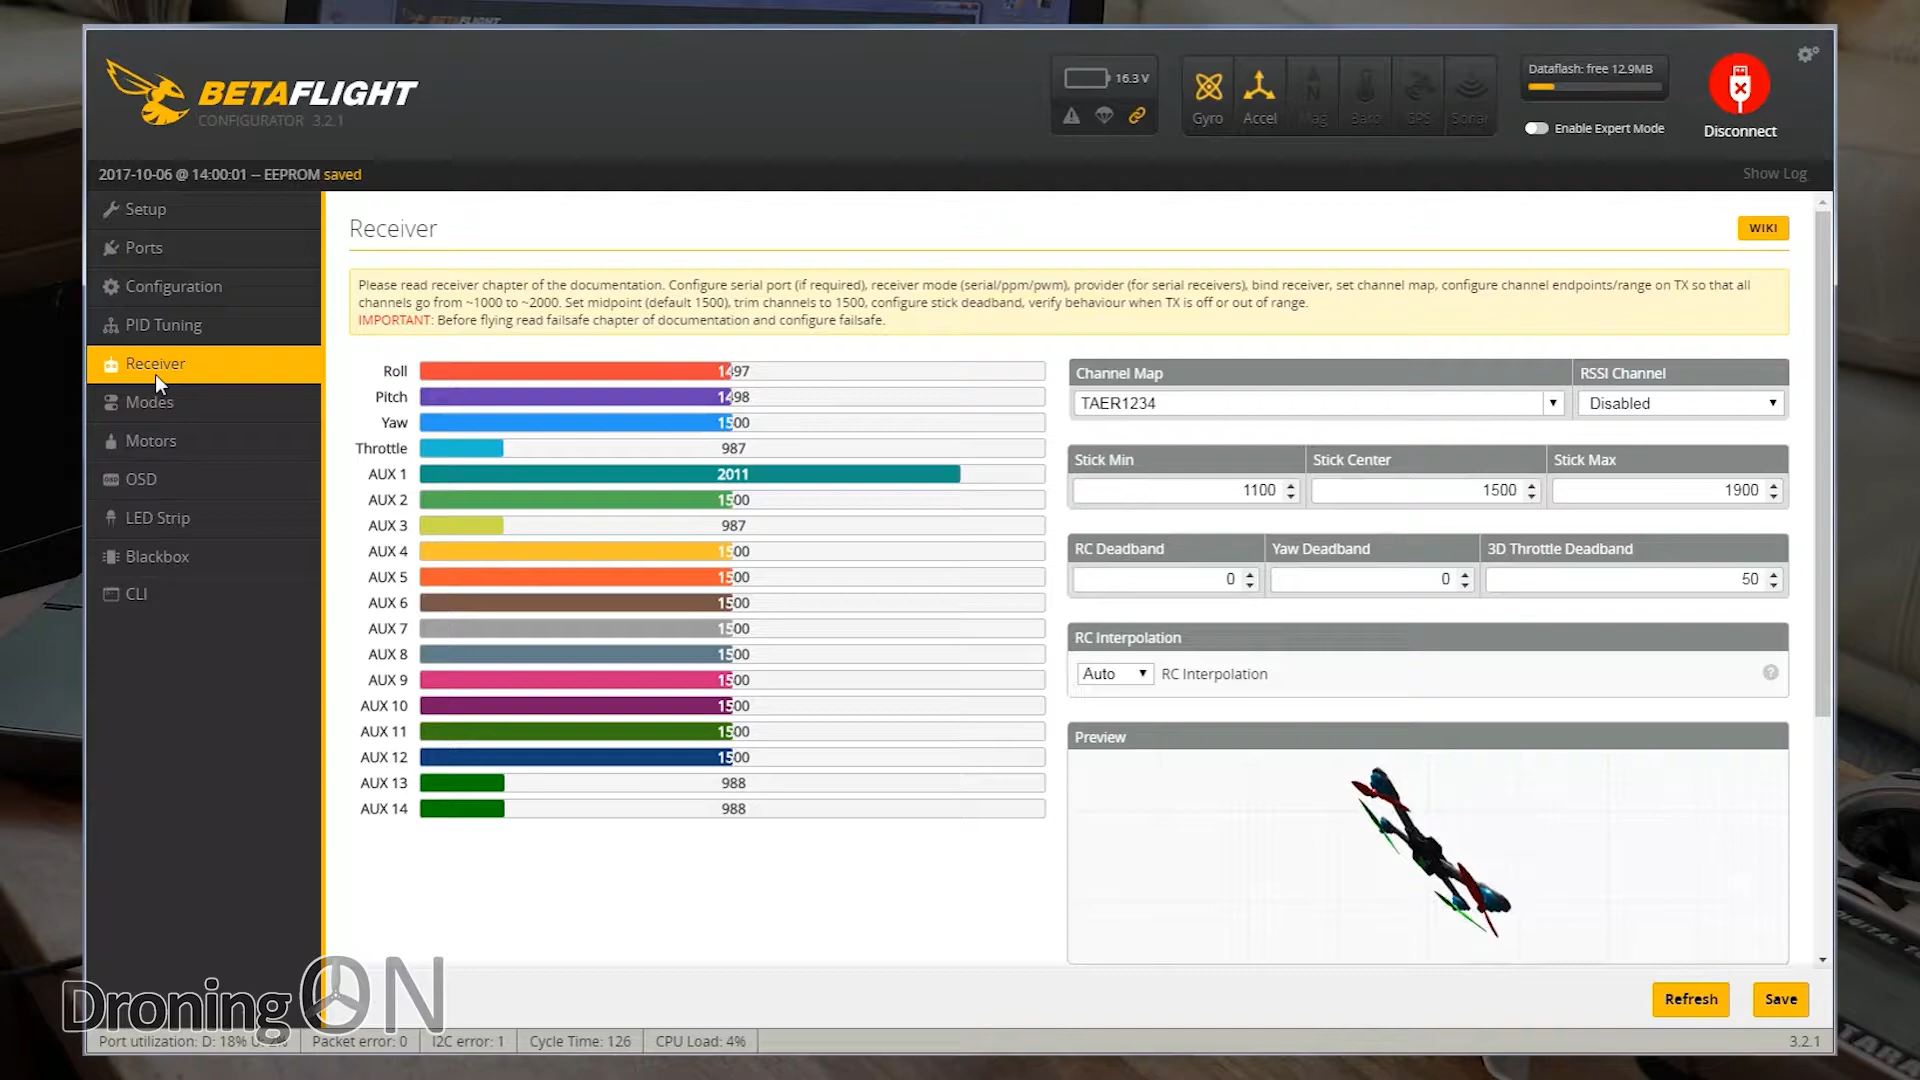 BETAFLIGHT
CONFIGURATOR 3.2.1
16.3 V
Gyro
Accel
Mag
Baro
GPS
Sonar
Dataflash: free 12.9MB
Enable Expert Mode
Disconnect
2017-10-06 @ 14:00:01 -- EEPROM saved
Show Log
Setup
Ports
Configuration
PID Tuning
Receiver
Modes
Motors
OSD
LED Strip
Blackbox
CLI
Receiver
WIKI
Please read receiver chapter of the documentation. Configure serial port (if required), receiver mode (serial/ppm/pwm), provider (for serial receivers), bind receiver, set channel map, configure channel endpoints/range on TX so that all
channels go from ~1000 to ~2000. Set midpoint (default 1500), trim channels to 1500, configure stick deadband, verify behaviour when TX is off or out of range.
IMPORTANT: Before flying read failsafe chapter of documentation and configure failsafe.
Roll 1497
Pitch 1498
Yaw 1500
Throttle 987
AUX 1 2011
AUX 2 1500
AUX 3 987
AUX 4 1500
AUX 5 1500
AUX 6 1500
AUX 7 1500
AUX 8 1500
AUX 9 1500
AUX 10 1500
AUX 11 1500
AUX 12 1500
AUX 13 988
AUX 14 988
Channel Map RSSI Channel
TAER1234 Disabled
Stick Min Stick Center Stick Max
1100 1500 1900
RC Deadband Yaw Deadband 3D Throttle Deadband
0 0 50
RC Interpolation
Auto RC Interpolation
Preview
Refresh Save
DroningON
Port utilization: D: 18% Packet error: 0 I2C error: 1 Cycle Time: 126 CPU Load: 4% 3.2.1